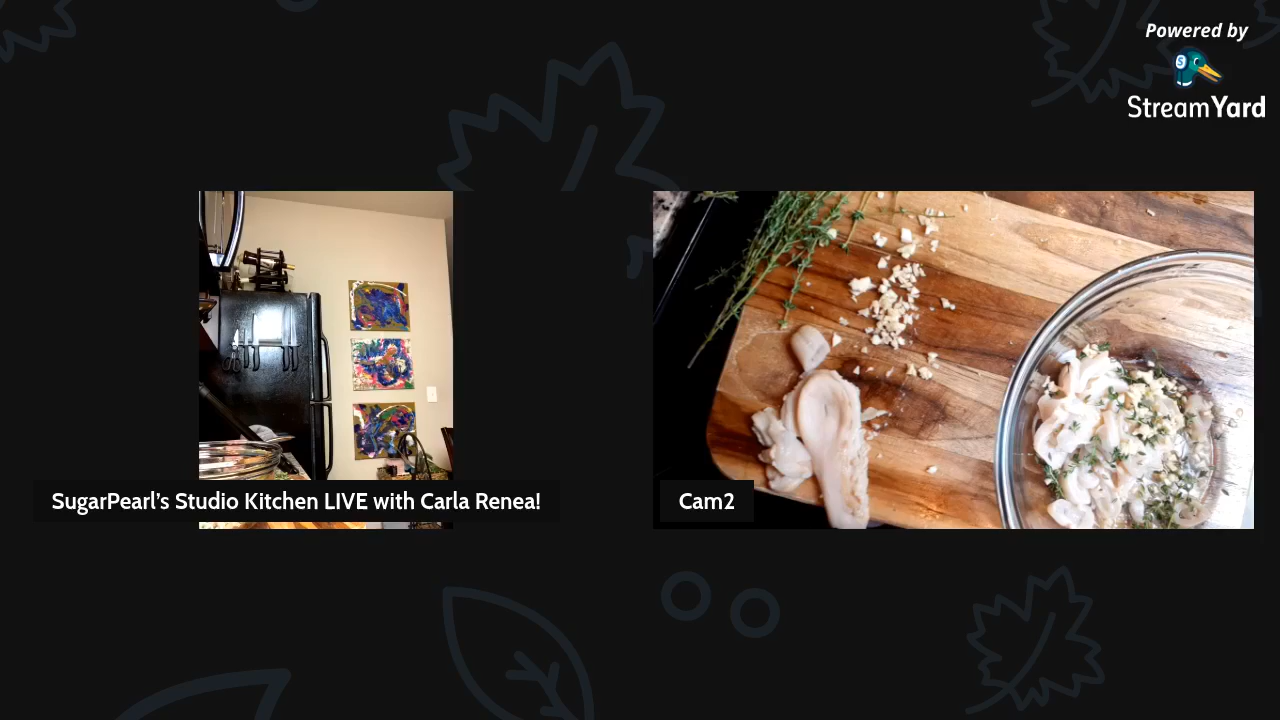 Powered by
S
StreamYard
SugarPearl’s Studio Kitchen LIVE with Carla Renea!
Cam2